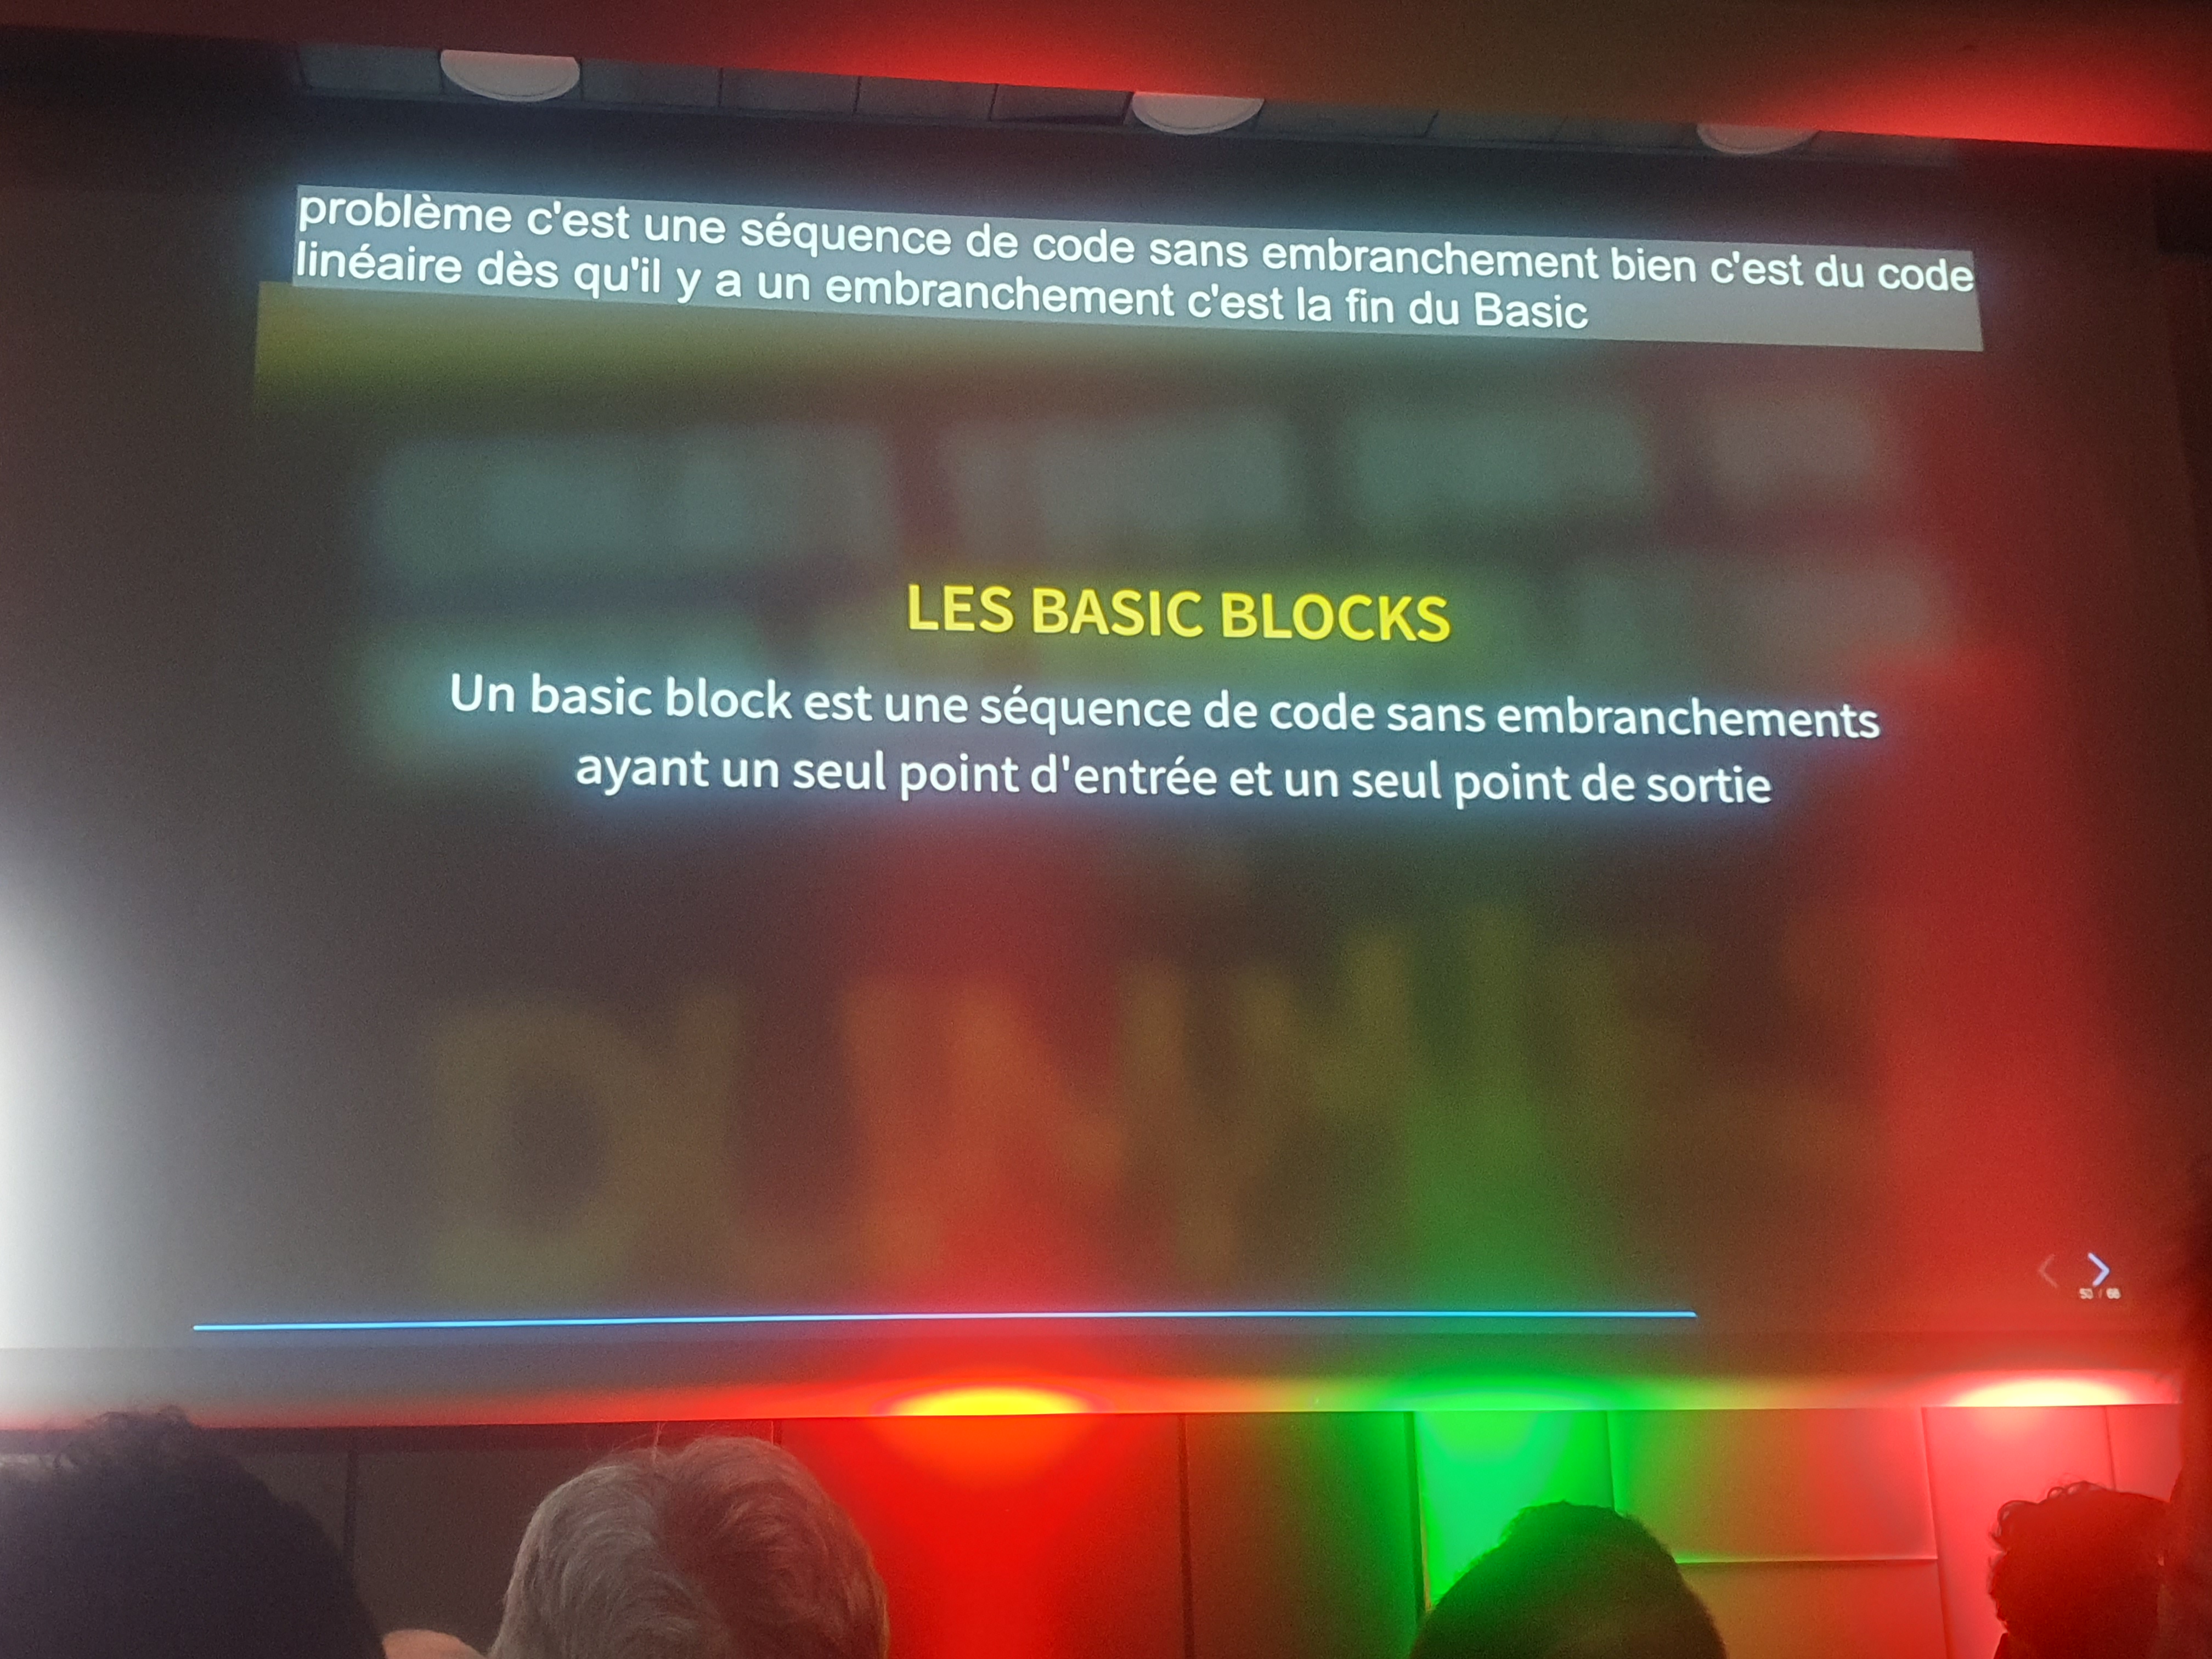 problème c'est une séquence de code sans embranchement bien c'est du code
linéaire dès qu'il y a un embranchement c'est la fin du Basic
LES BASIC BLOCKS
Un basic block est une séquence de code sans embranchements
ayant un seul point d'entrée et un seul point de sortie